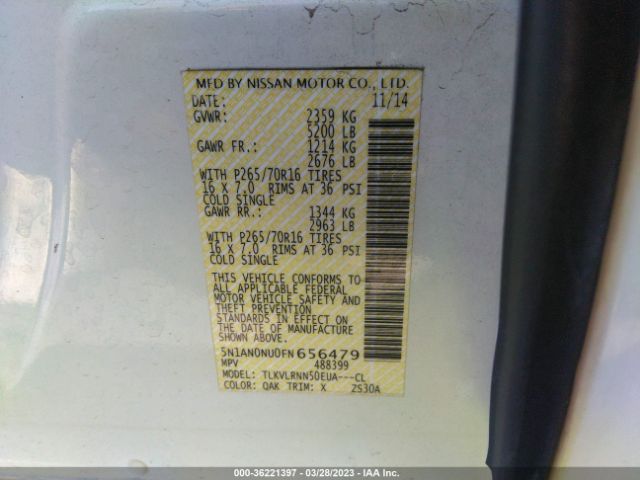 MFD BY NISSAN MOTOR CO., LTD.
DATE: 11/14
GVWR: 2359 KG
5200 LB
GAWR FR.: 1214 KG
2676 LB
WITH P265/70R16 TIRES
16 X 7.0 RIMS AT 36 PSI
COLD SINGLE
GAWR RR.: 1344 KG
2963 LB
WITH P265/70R16 TIRES
16 X 7.0 RIMS AT 36 PSI
COLD SINGLE
THIS VEHICLE CONFORMS TO
ALL APPLICABLE FEDERAL
MOTOR VEHICLE SAFETY AND
THEFT PREVENTION
STANDARDS IN EFFECT ON
THE DATE OF MANUFACTURE
SHOWN ABOVE.
5N1AN0NU0FN656479
MPV 488399
MODEL: TLKVLRNN50EUA---CL
COLOR: QAK TRIM: X 2S30A
000-36221397 | 03/28/2023 | IAA Inc.